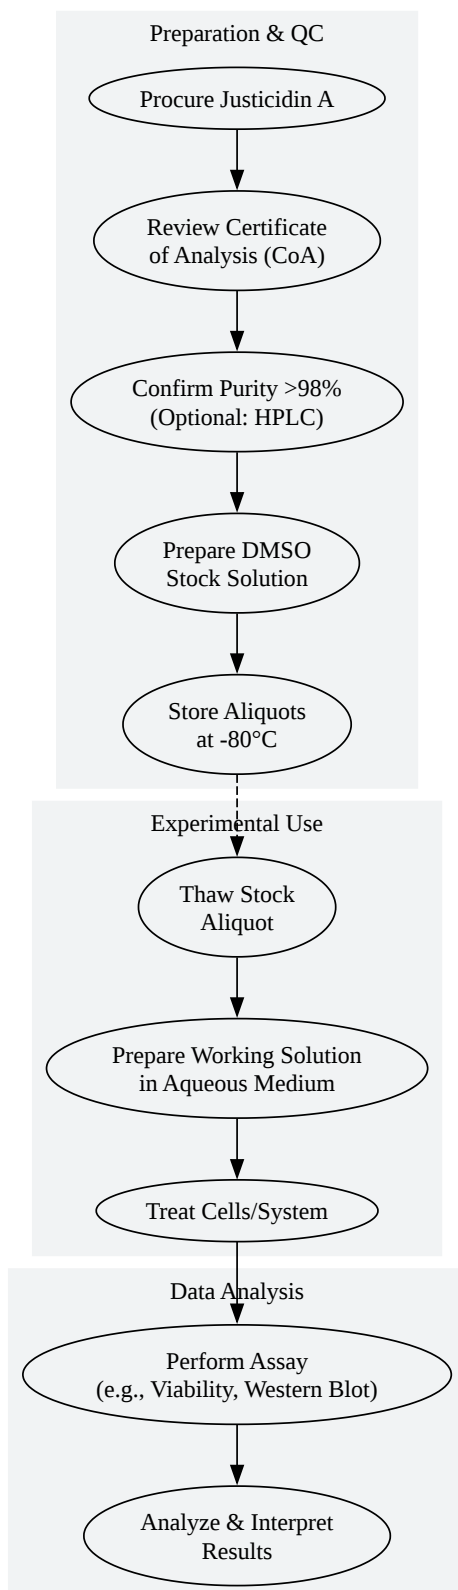 Preparation & QC
Procure Justicidin A
Review Certificate
of Analysis (CoA)
Confirm Purity >98%
(Optional: HPLC)
Prepare DMSO
Stock Solution
Store Aliquots
at -80°C
Experimental Use
Thaw Stock
Aliquot
Prepare Working Solution
in Aqueous Medium
Treat Cells/System
Data Analysis
Perform Assay
(e.g., Viability, Western Blot)
Analyze & Interpret
Results